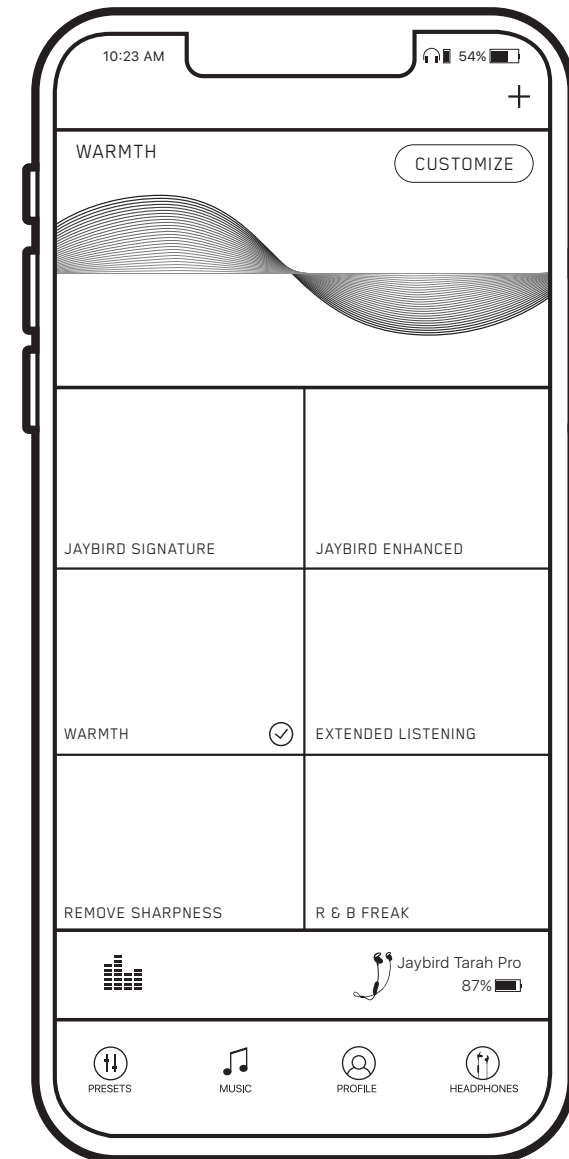 10:23 AM
54%
+
WARMTH
CUSTOMIZE
JAYBIRD SIGNATURE
JAYBIRD ENHANCED
WARMTH
EXTENDED LISTENING
REMOVE SHARPNESS
R & B FREAK
Jaybird Tarah Pro
87%
PRESETS
MUSIC
PROFILE
HEADPHONES